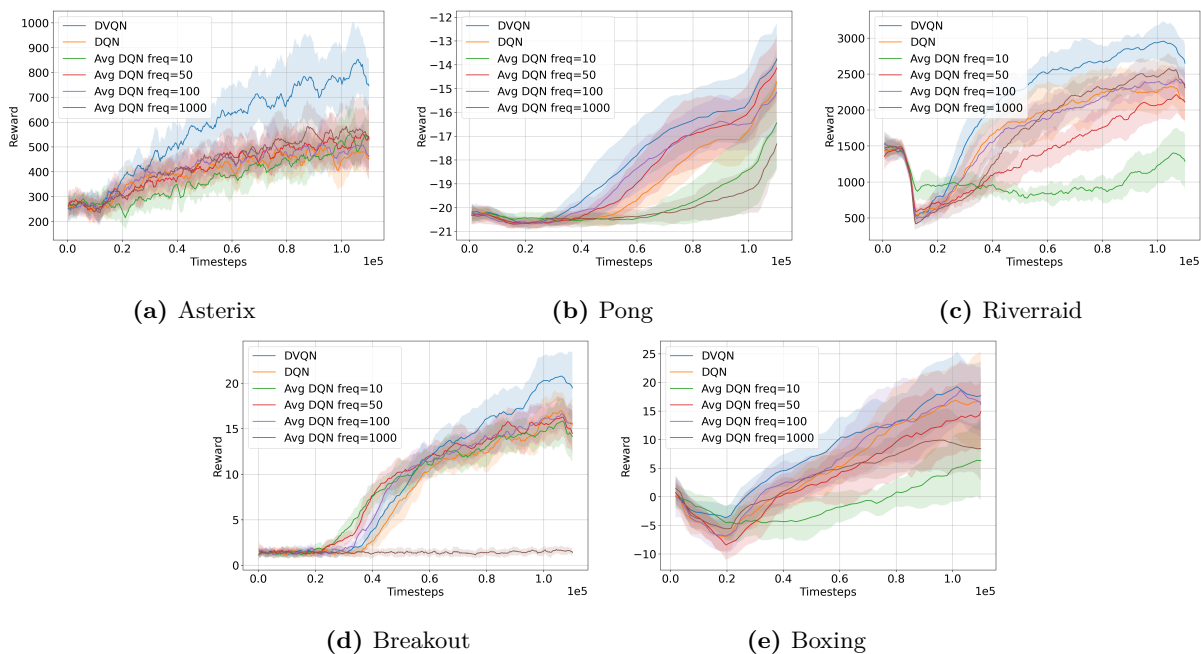 1000
900
800
700
600
500
400
300
200
Reward
DVQN
DQN
Avg DQN freq=10
Avg DQN freq=50
Avg DQN freq=100
Avg DQN freq=1000
0.0 0.2 0.4 0.6 0.8 1.0
Timesteps
1e5
(a) Asterix
−12
−13
−14
−15
−16
−17
−18
−19
−20
−21
Reward
DVQN
DQN
Avg DQN freq=10
Avg DQN freq=50
Avg DQN freq=100
Avg DQN freq=1000
0.0 0.2 0.4 0.6 0.8 1.0
Timesteps
1e5
(b) Pong
3000
2500
2000
1500
1000
500
Reward
DVQN
DQN
Avg DQN freq=10
Avg DQN freq=50
Avg DQN freq=100
Avg DQN freq=1000
0.0 0.2 0.4 0.6 0.8 1.0
Timesteps
1e5
(c) Riverraid
20
15
10
5
0
Reward
DVQN
DQN
Avg DQN freq=10
Avg DQN freq=50
Avg DQN freq=100
Avg DQN freq=1000
0.0 0.2 0.4 0.6 0.8 1.0
Timesteps
1e5
(d) Breakout
25
20
15
10
5
0
−5
−10
Reward
DVQN
DQN
Avg DQN freq=10
Avg DQN freq=50
Avg DQN freq=100
Avg DQN freq=1000
0.0 0.2 0.4 0.6 0.8 1.0
Timesteps
1e5
(e) Boxing